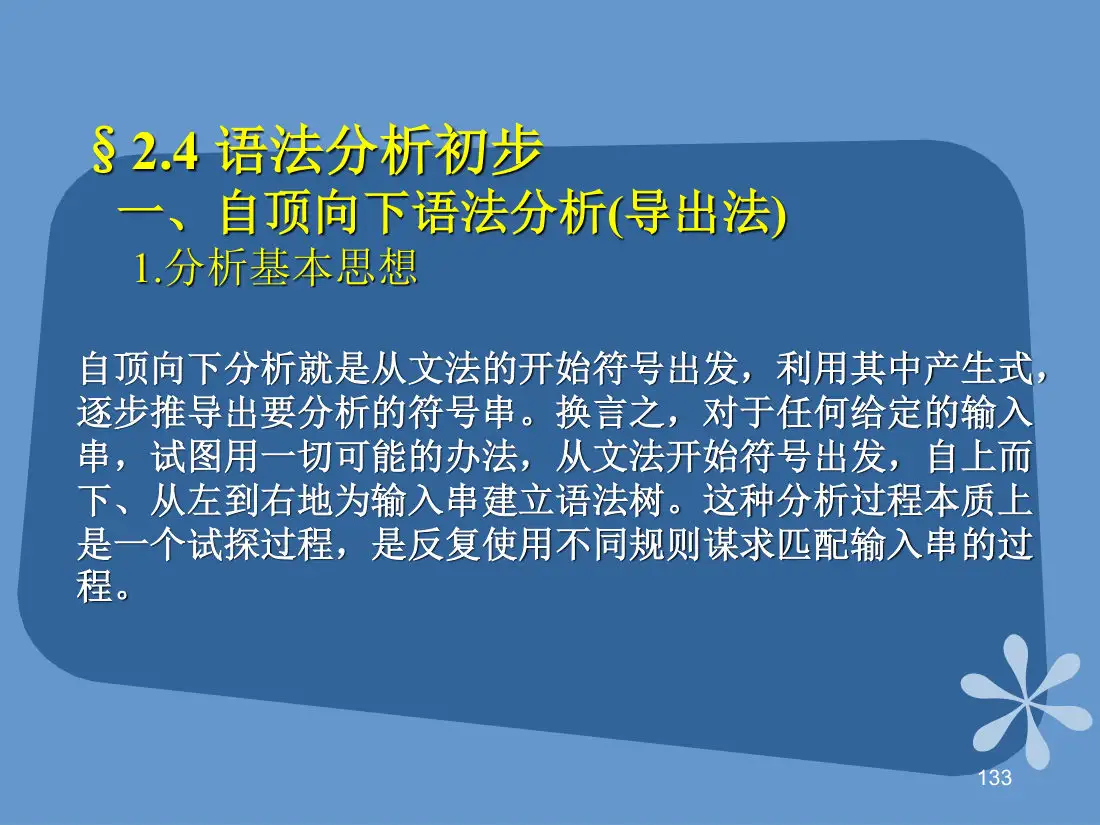 §2.4 语法分析初步
一、自顶向下语法分析(导出法)
1.分析基本思想
自顶向下分析就是从文法的开始符号出发，利用其中产生式，
逐步推导出要分析的符号串。换言之，对于任何给定的输入
串，试图用一切可能的办法，从文法开始符号出发，自上而
下、从左到右地为输入串建立语法树。这种分析过程本质上
是一个试探过程，是反复使用不同规则谋求匹配输入串的过
程。
133